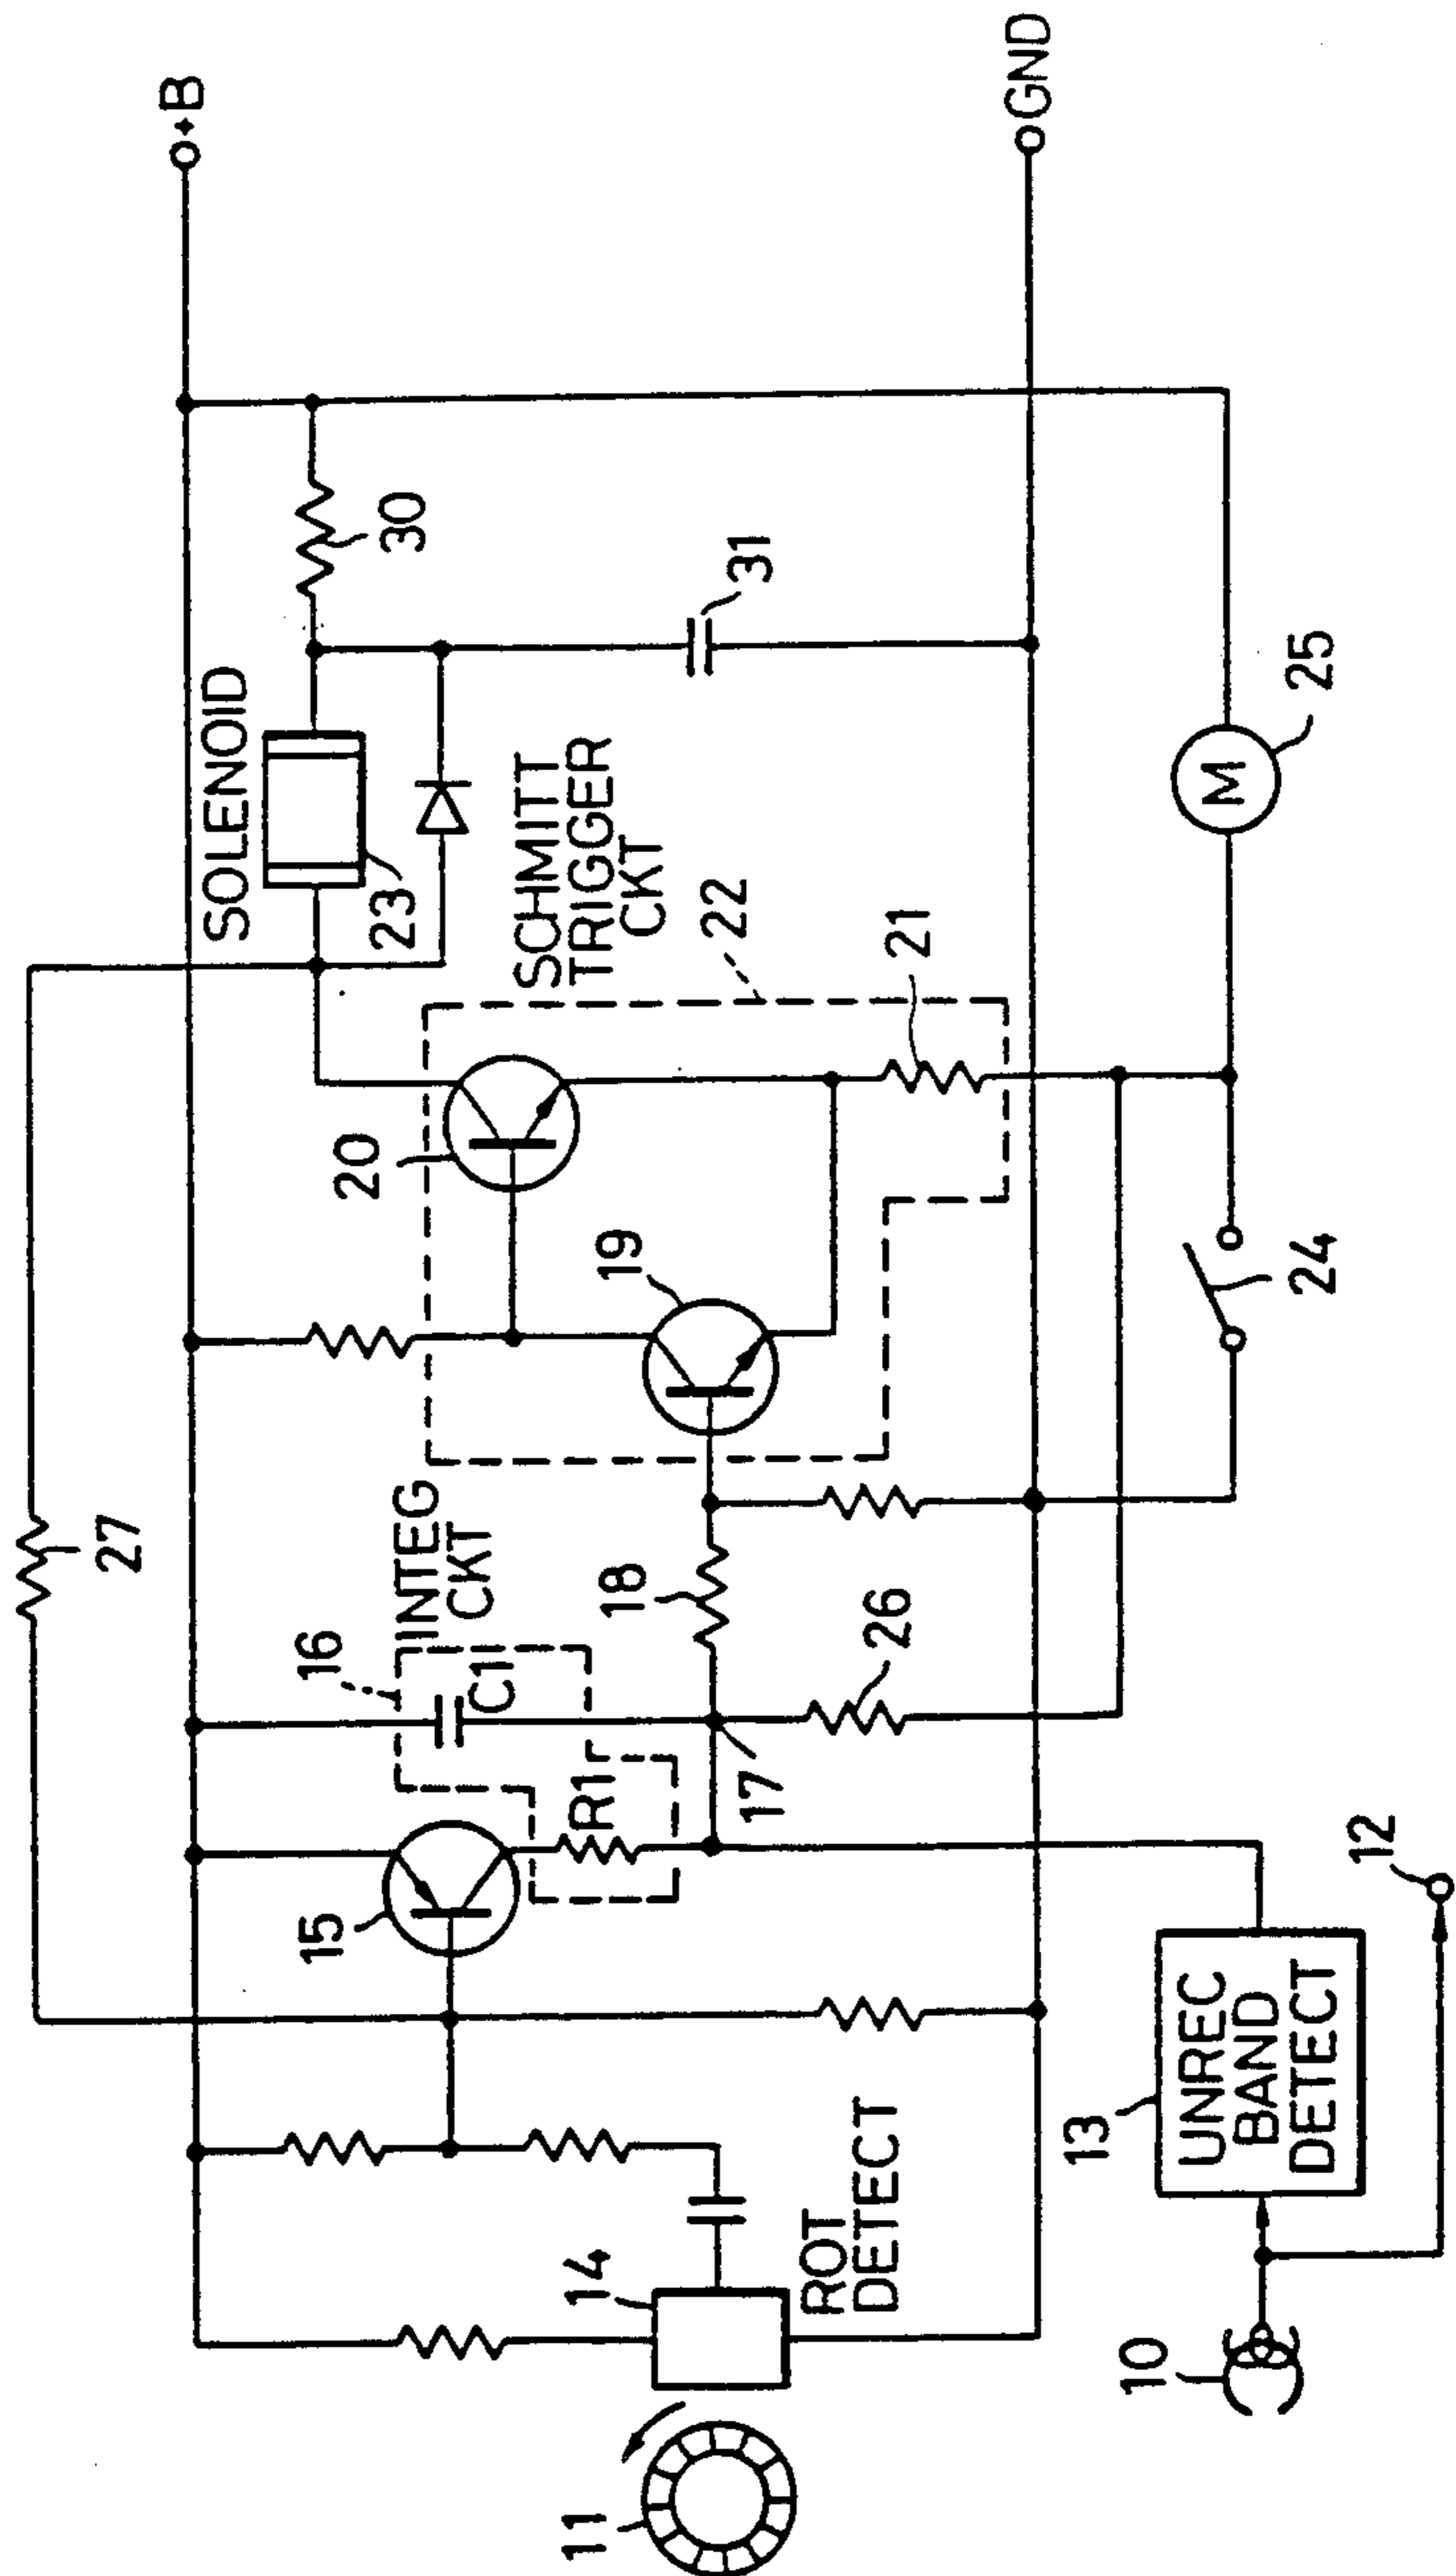 +B
GND
SOLENOID
30
31
23
SCHMITT
TRIGGER
CKT
22
21
25
M
20
19
24
27
INTEG
CKT
16
C1
18
26
R1
17
15
12
13
UNREC
BAND
DETECT
14
ROT
DETECT
10
11